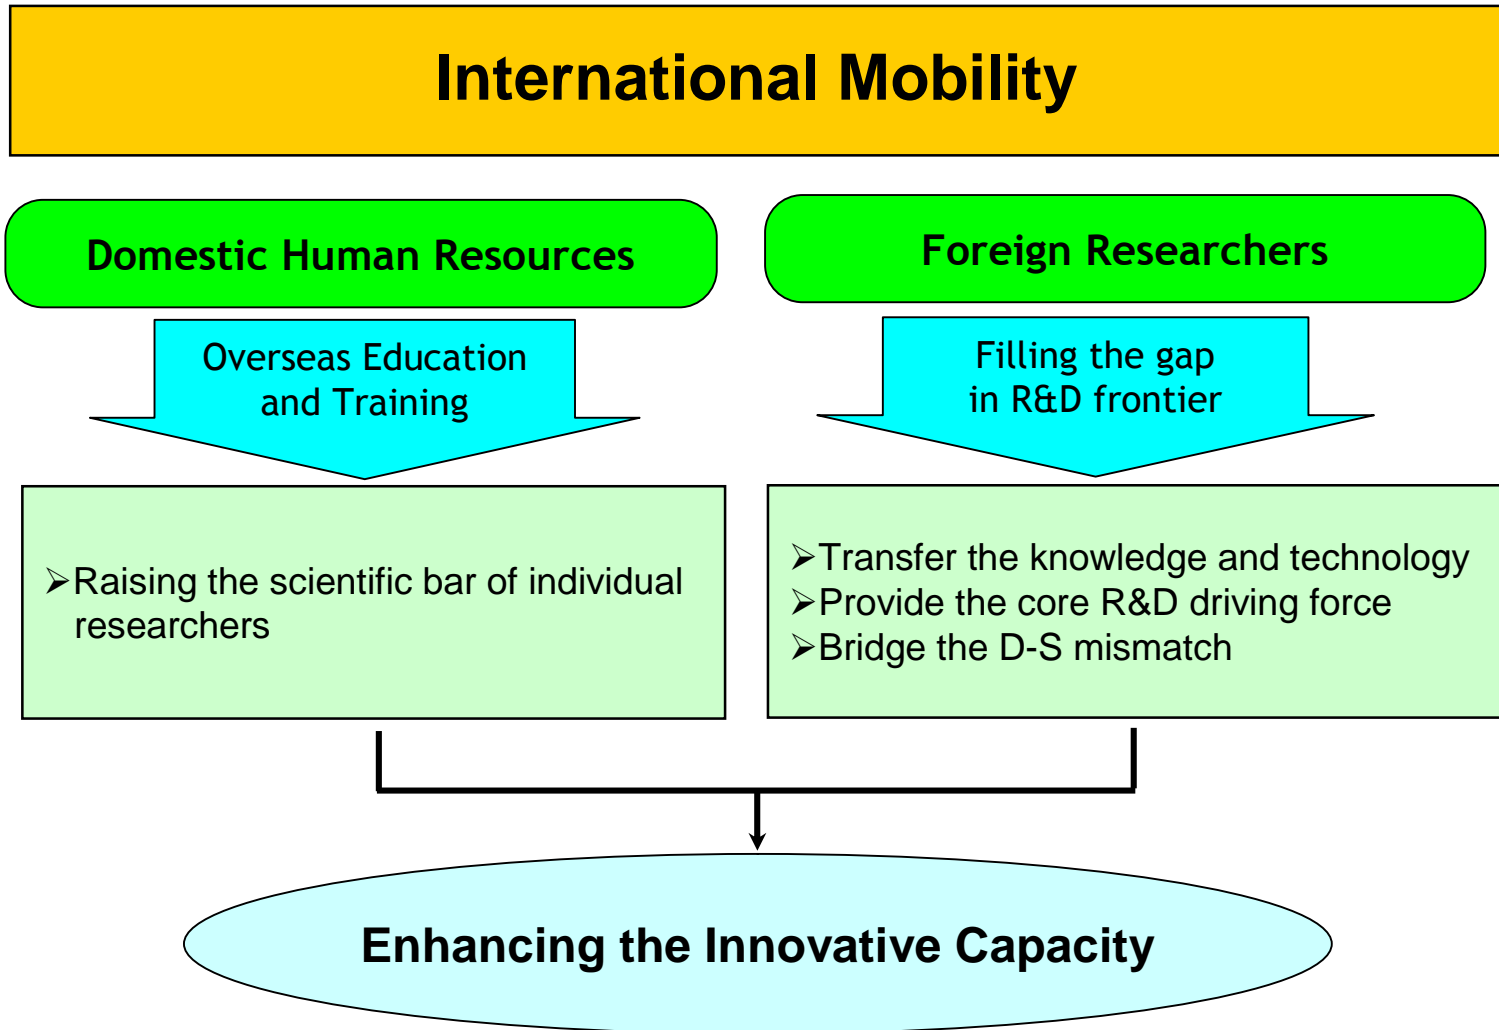 International Mobility
Domestic Human Resources
Foreign Researchers
Overseas Education
and Training
Filling the gap
in R&D frontier
➢Raising the scientific bar of individual
researchers
➢Transfer the knowledge and technology
➢Provide the core R&D driving force
➢Bridge the D-S mismatch
Enhancing the Innovative Capacity